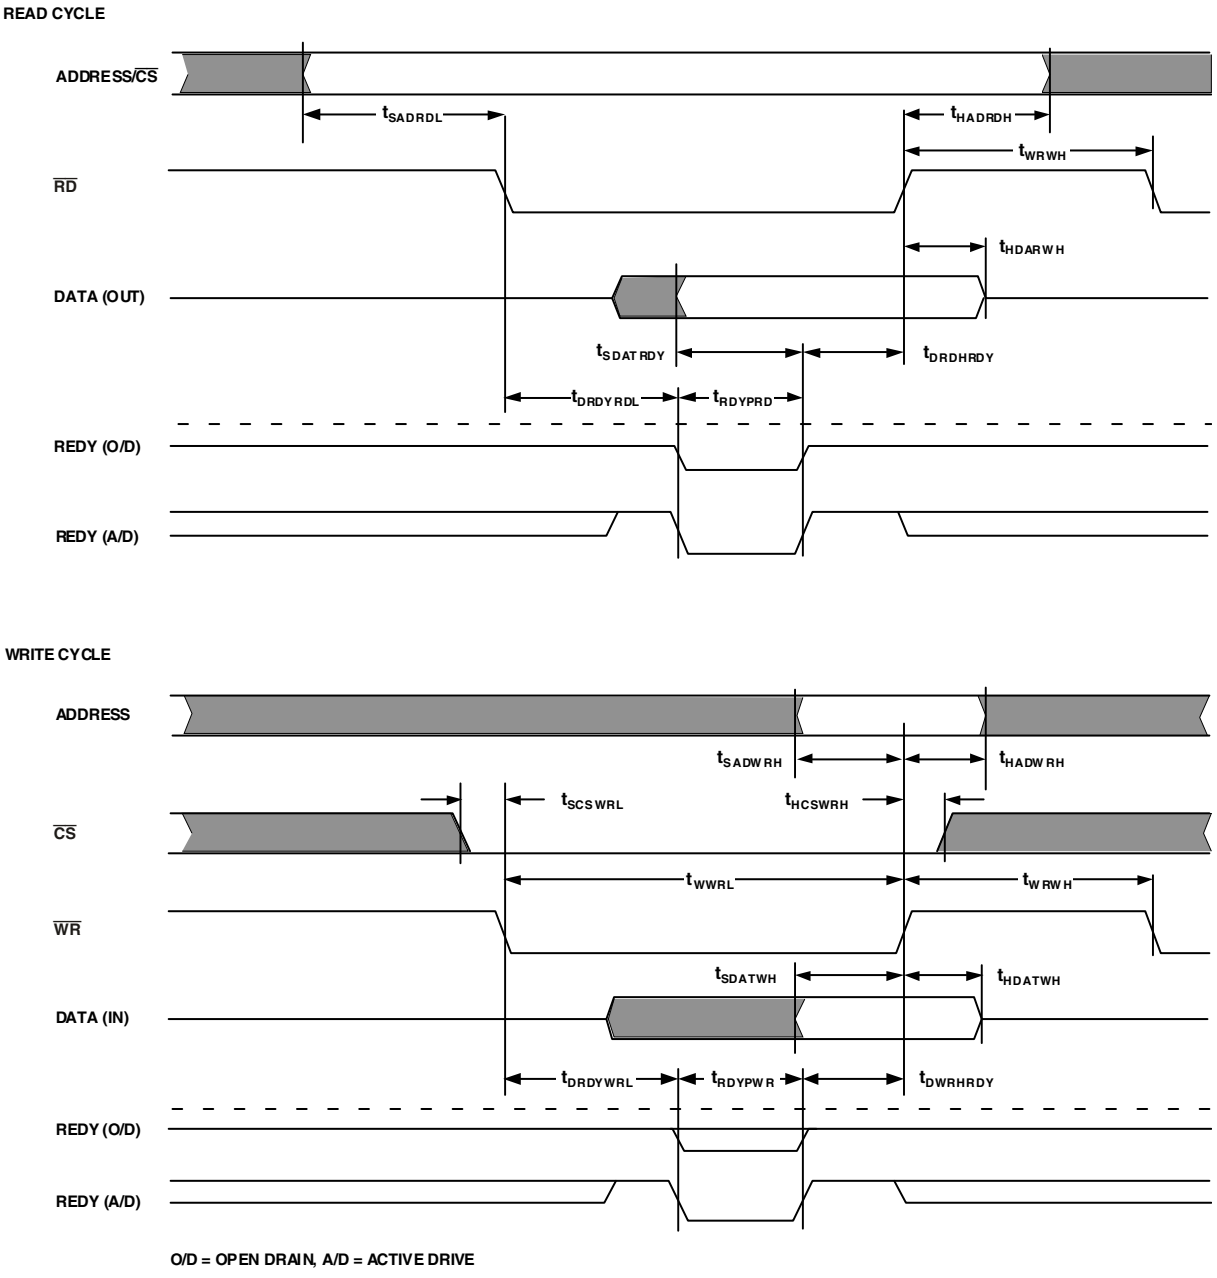 READ CYCLE
ADDRESS/CS
tSADRDL
tHADRDH
tWRWH
RD
tHDARWH
DATA (OUT)
tSDATRDY
tDRDHRDY
tDRDYRDL
tRDYPRD
REDY (O/D)
REDY (A/D)
WRITE CYCLE
ADDRESS
tSADWRH
tHADWRH
tSCSWRL
tHCSWRH
CS
tWWRL
tWRWH
WR
tSDATWH
tHDATWH
DATA (IN)
tDRDYWRL
tRDYPWR
tDWRHRDY
REDY (O/D)
REDY (A/D)
O/D = OPEN DRAIN, A/D = ACTIVE DRIVE